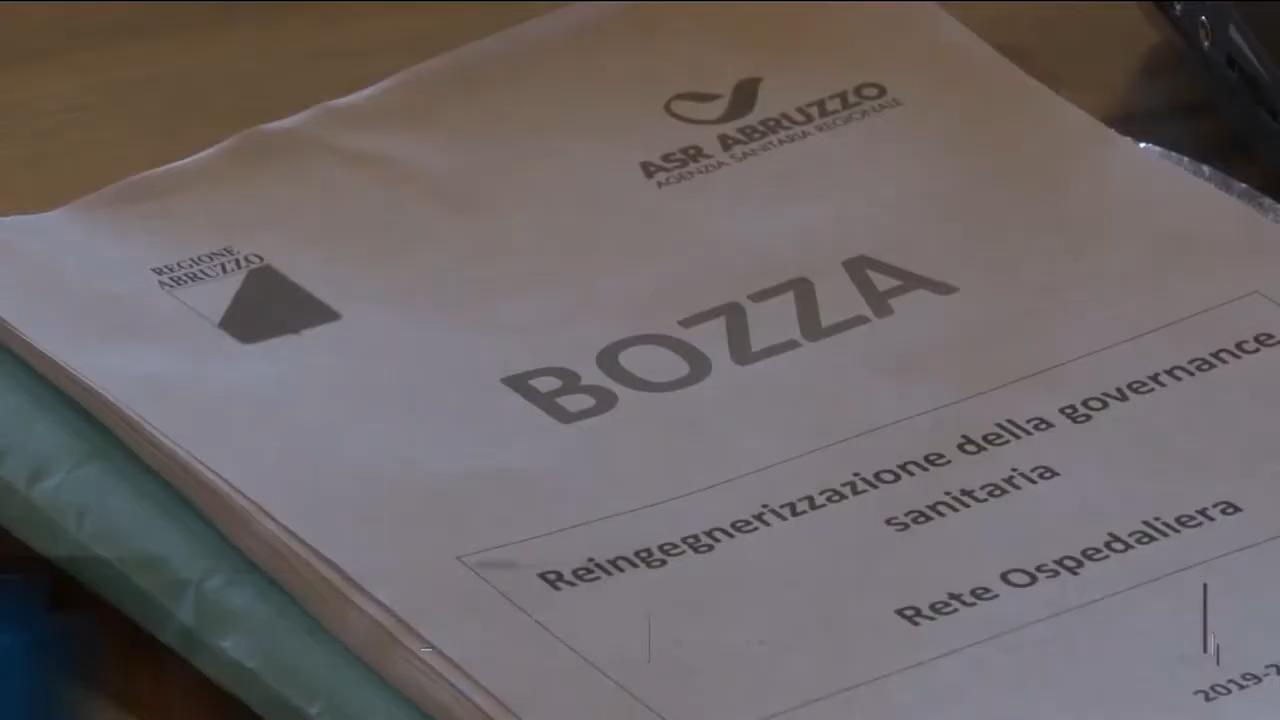 ASR ABRUZZO
AGENZIA SANITARIA REGIONALE
REGIONE
ABRUZZO
BOZZA
Reingegnerizzazione della governance
sanitaria
Rete Ospedaliera